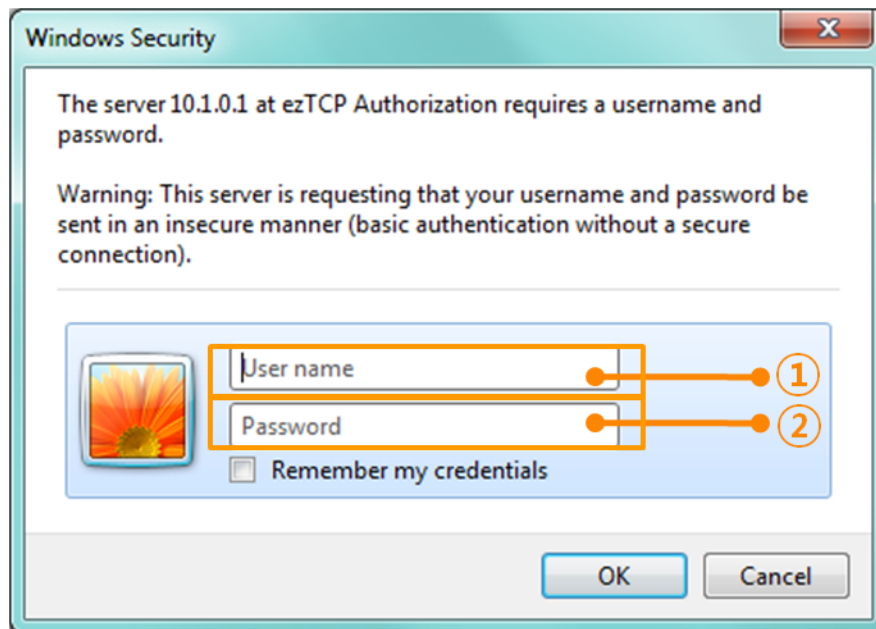 Windows Security
The server 10.1.0.1 at ezTCP Authorization requires a username and
password.
Warning: This server is requesting that your username and password be
sent in an insecure manner (basic authentication without a secure
connection).
User name
①
Password
②
Remember my credentials
OK
Cancel